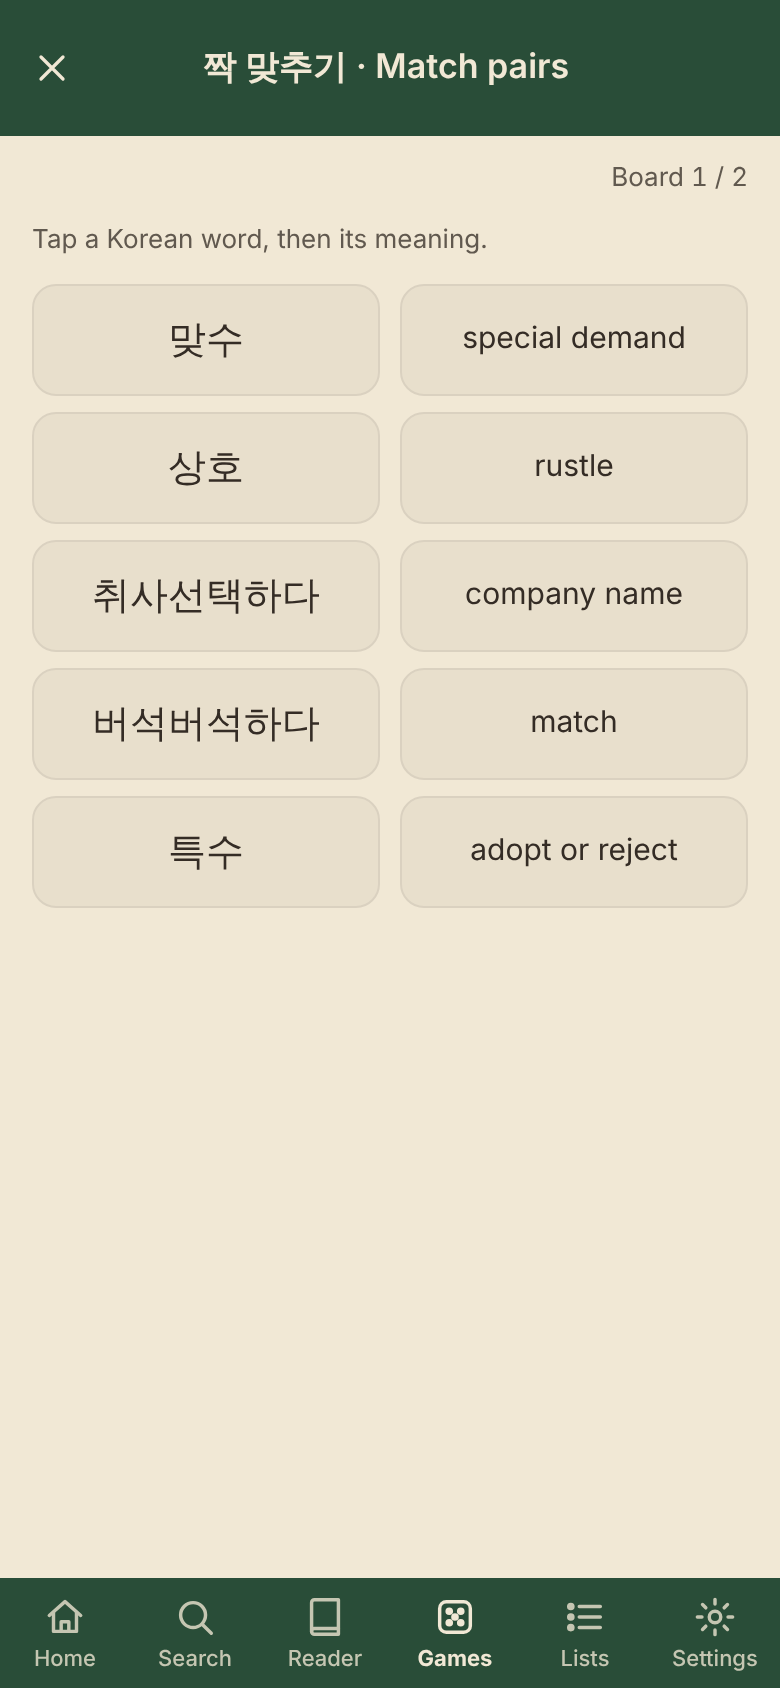 짝 맞추기 · Match pairs
Board 1 / 2
Tap a Korean word, then its meaning.
맞수
special demand
상호
rustle
취사선택하다
company name
버석버석하다
match
특수
adopt or reject
Home
Search
Reader
Games
Lists
Settings